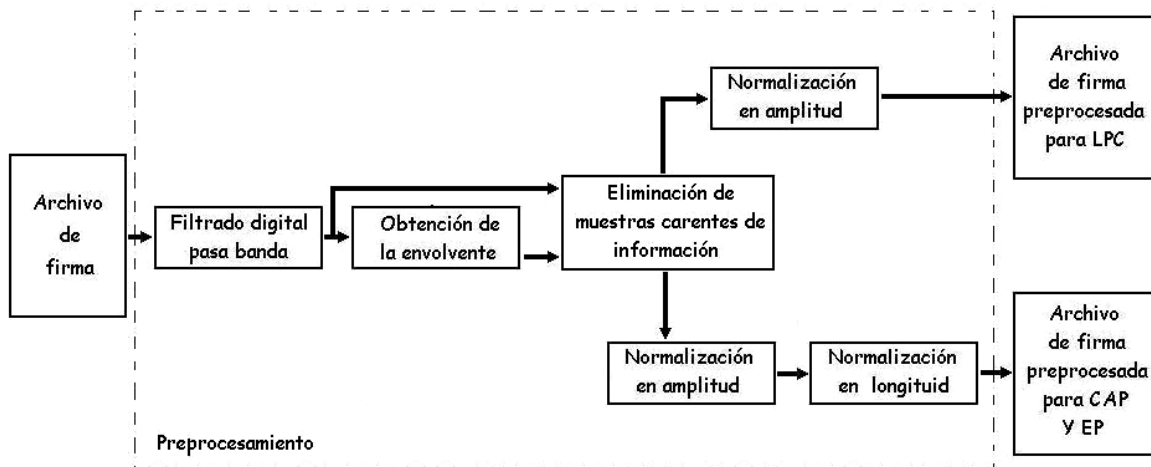 Archivo
de
firma
Filtrado digital
pasa banda
Obtención de
la envolvente
Eliminación de
muestras carentes de
información
Normalización
en amplitud
Archivo
de firma
preprocesada
para LPC
Normalización
en amplitud
Normalización
en longituid
Archivo
de firma
preprocesada
para CAP
Y EP
Preprocesamiento